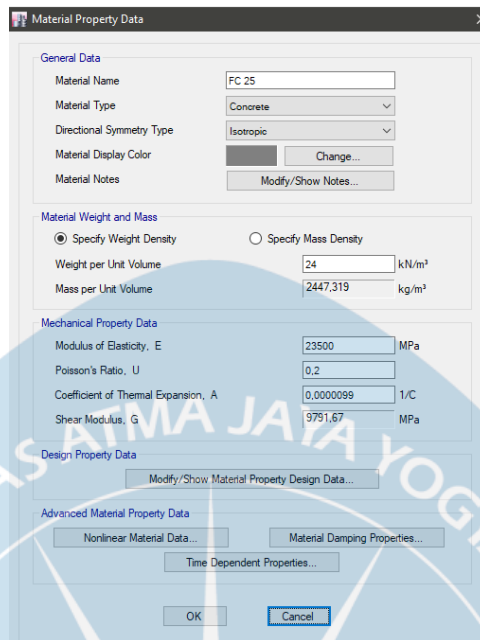 Material Property Data
General Data
Material Name FC 25
Material Type Concrete
Directional Symmetry Type Isotropic
Material Display Color Change...
Material Notes Modify/Show Notes...
Material Weight and Mass
Specify Weight Density Specify Mass Density
Weight per Unit Volume 24 kN/m³
Mass per Unit Volume 2447,319 kg/m³
Mechanical Property Data
Modulus of Elasticity, E 23500 MPa
Poisson's Ratio, U 0,2
Coefficient of Thermal Expansion, A 0,0000099 1/C
Shear Modulus, G 9791,67 MPa
Design Property Data
Modify/Show Material Property Design Data...
Advanced Material Property Data
Nonlinear Material Data... Material Damping Properties...
Time Dependent Properties...
OK Cancel
AS ATMA JAYA YOG